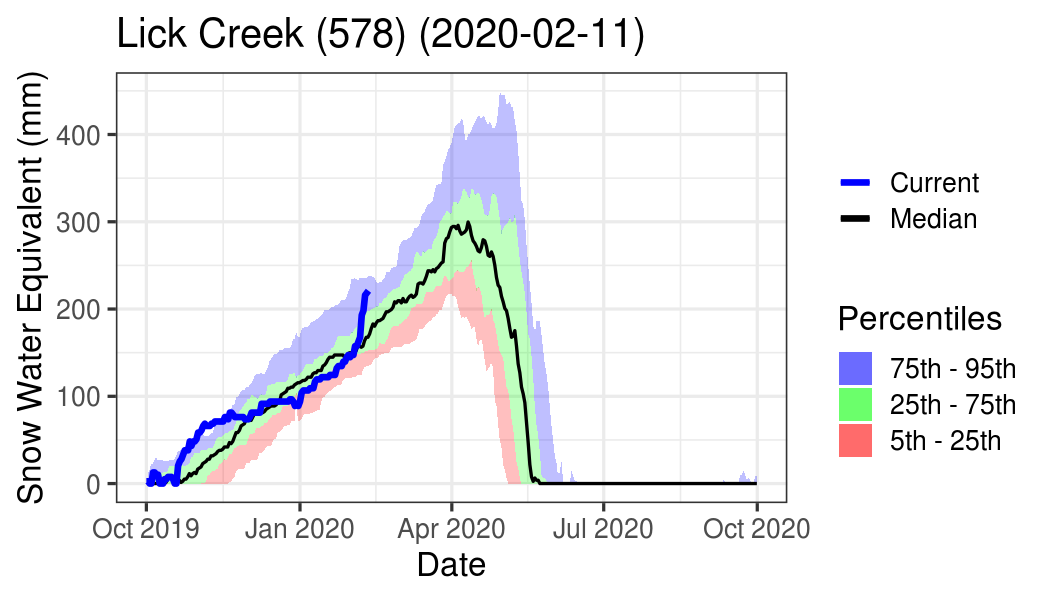 Lick Creek (578) (2020-02-11)
Snow Water Equivalent (mm)
400
300
200
100
0
Oct 2019 Jan 2020 Apr 2020 Jul 2020 Oct 2020
Date
Current
Median
Percentiles
75th - 95th
25th - 75th
5th - 25th